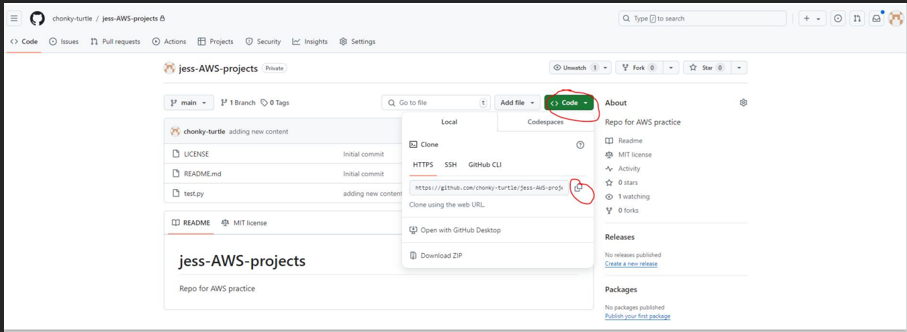 chonky-turtle / jess-AWS-projects
Type / to search
Code Issues Pull requests Actions Projects Security Insights Settings
jess-AWS-projects Private
Unwatch 1 Fork 0 Star 0
main 1 Branch 0 Tags
Go to file t Add file Code
About
Repo for AWS practice
Readme
MIT license
Activity
0 stars
1 watching
0 forks
Releases
No releases published
Create a new release
Packages
No packages published
Publish your first package
chonky-turtle adding new content
LICENSE Initial commit
README.md Initial commit
test.py adding new content
Local Codespaces
Clone
HTTPS SSH GitHub CLI
https://github.com/chonky-turtle/jess-AWS-proje
Clone using the web URL.
Open with GitHub Desktop
Download ZIP
README MIT license
jess-AWS-projects
Repo for AWS practice